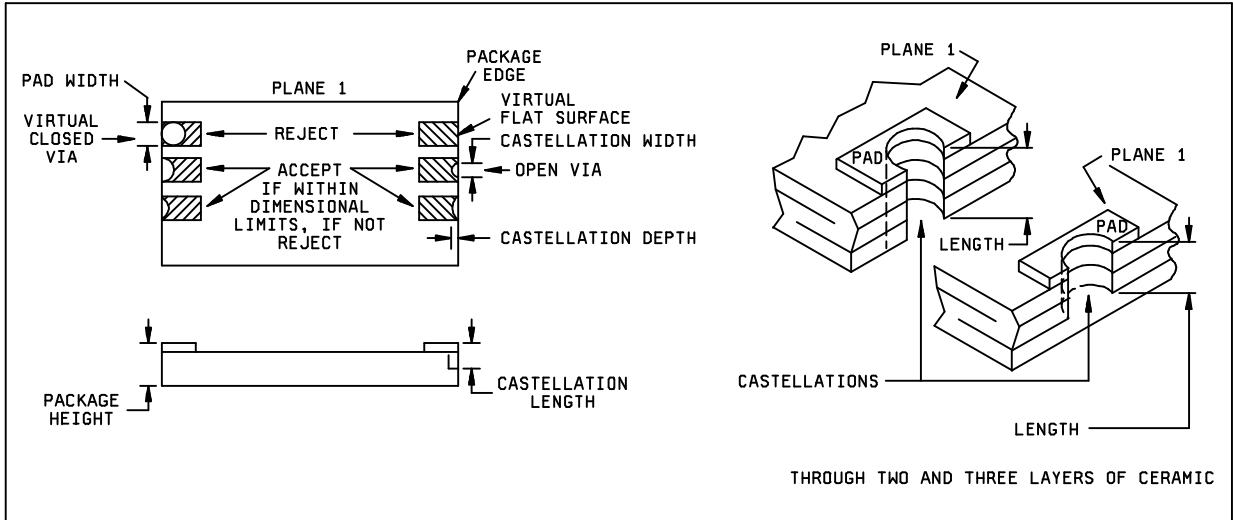 PAD WIDTH
VIRTUAL
CLOSED
VIA
PLANE 1
PACKAGE
EDGE
VIRTUAL
FLAT SURFACE
CASTELLATION WIDTH
OPEN VIA
REJECT
ACCEPT
IF WITHIN
DIMENSIONAL
LIMITS, IF NOT
REJECT
CASTELLATION DEPTH
PACKAGE
HEIGHT
CASTELLATION
LENGTH
PLANE 1
PAD
LENGTH
PLANE 1
PAD
CASTELLATIONS
LENGTH
THROUGH TWO AND THREE LAYERS OF CERAMIC